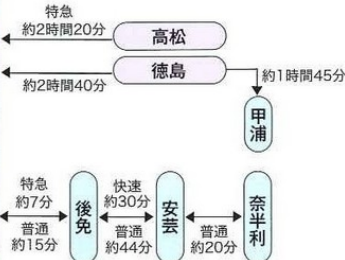 特急
約2時間20分
高松
約2時間40分
徳島
約1時間45分
甲浦
特急
約7分
普通
約15分
後免
快速
約30分
普通
約44分
安芸
普通
約20分
奈半利